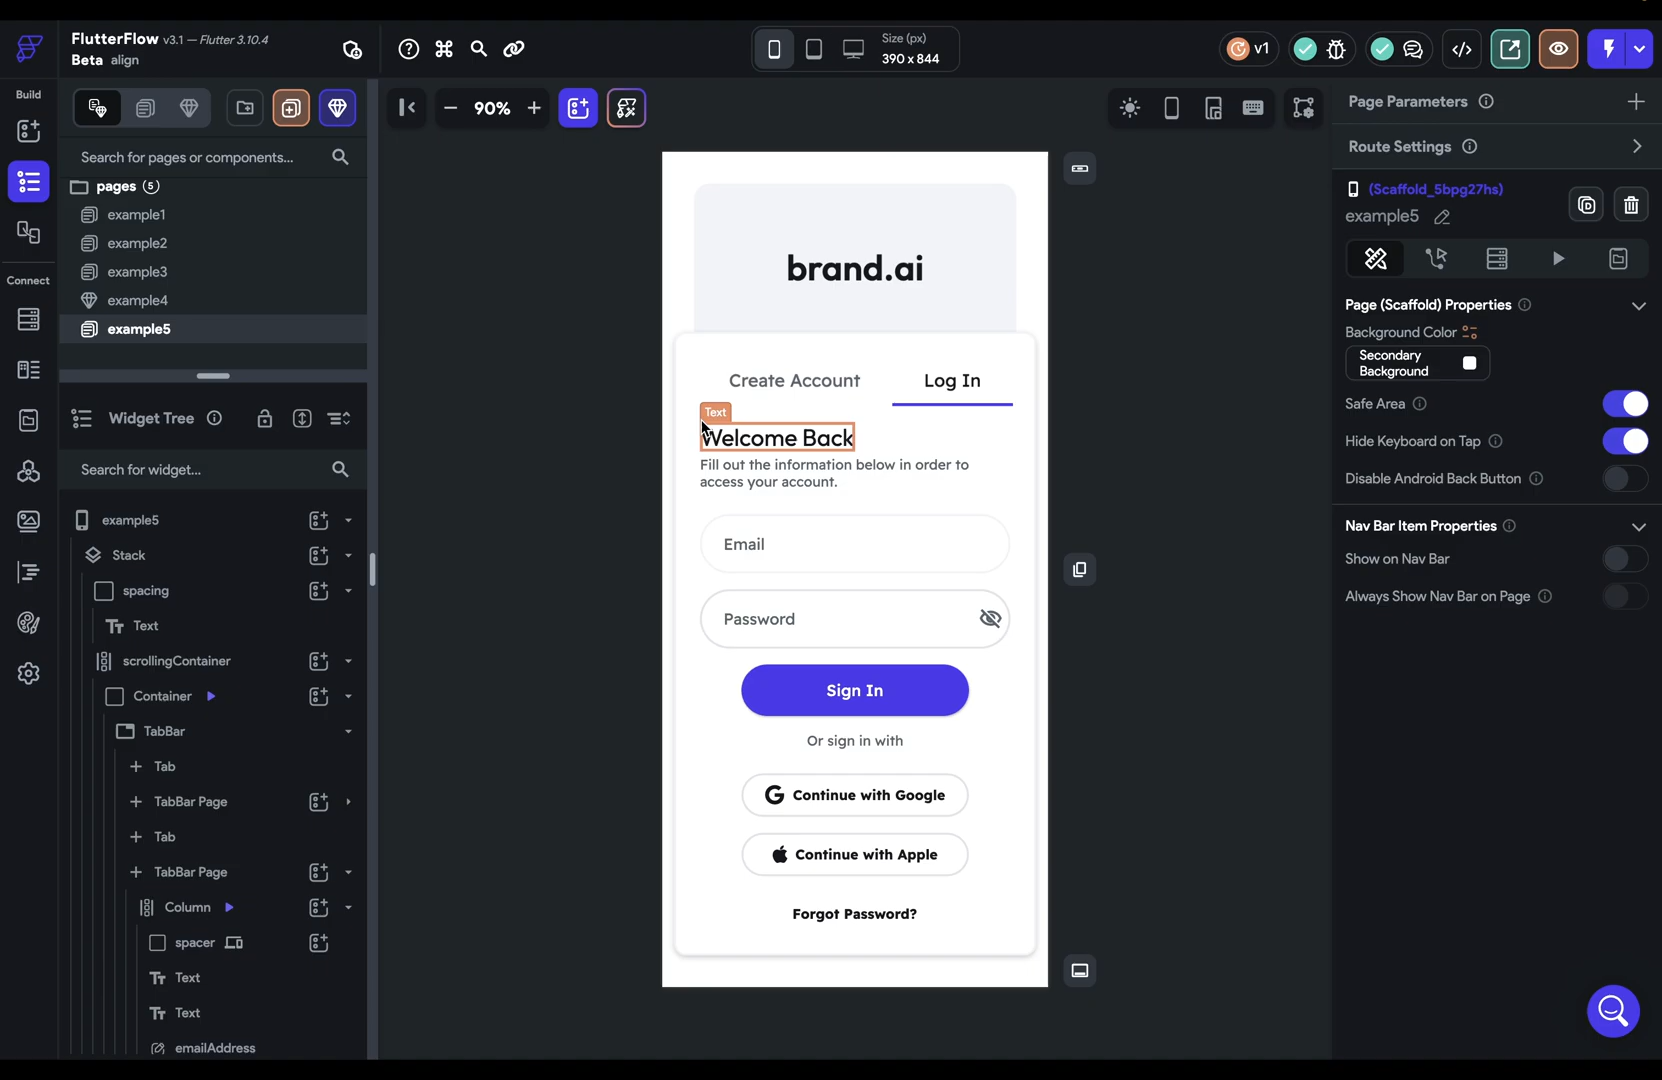 FlutterFlow v3.1 — Flutter 3.10.4
Beta align
Size (px)
390 x 844
v1
Build
90%
Search for pages or components...
pages 5
example1
example2
example3
example4
example5
Connect
Widget Tree
Search for widget...
example5
Stack
spacing
Text
scrollingContainer
Container
TabBar
Tab
TabBar Page
Tab
TabBar Page
Column
spacer
Text
Text
emailAddress
brand.ai
Create Account
Log In
Text
Welcome Back
Fill out the information below in order to
access your account.
Email
Password
Sign In
Or sign in with
Continue with Google
Continue with Apple
Forgot Password?
Page Parameters
Route Settings
(Scaffold_5bpg27hs)
example5
Page (Scaffold) Properties
Background Color
Secondary
Background
Safe Area
Hide Keyboard on Tap
Disable Android Back Button
Nav Bar Item Properties
Show on Nav Bar
Always Show Nav Bar on Page